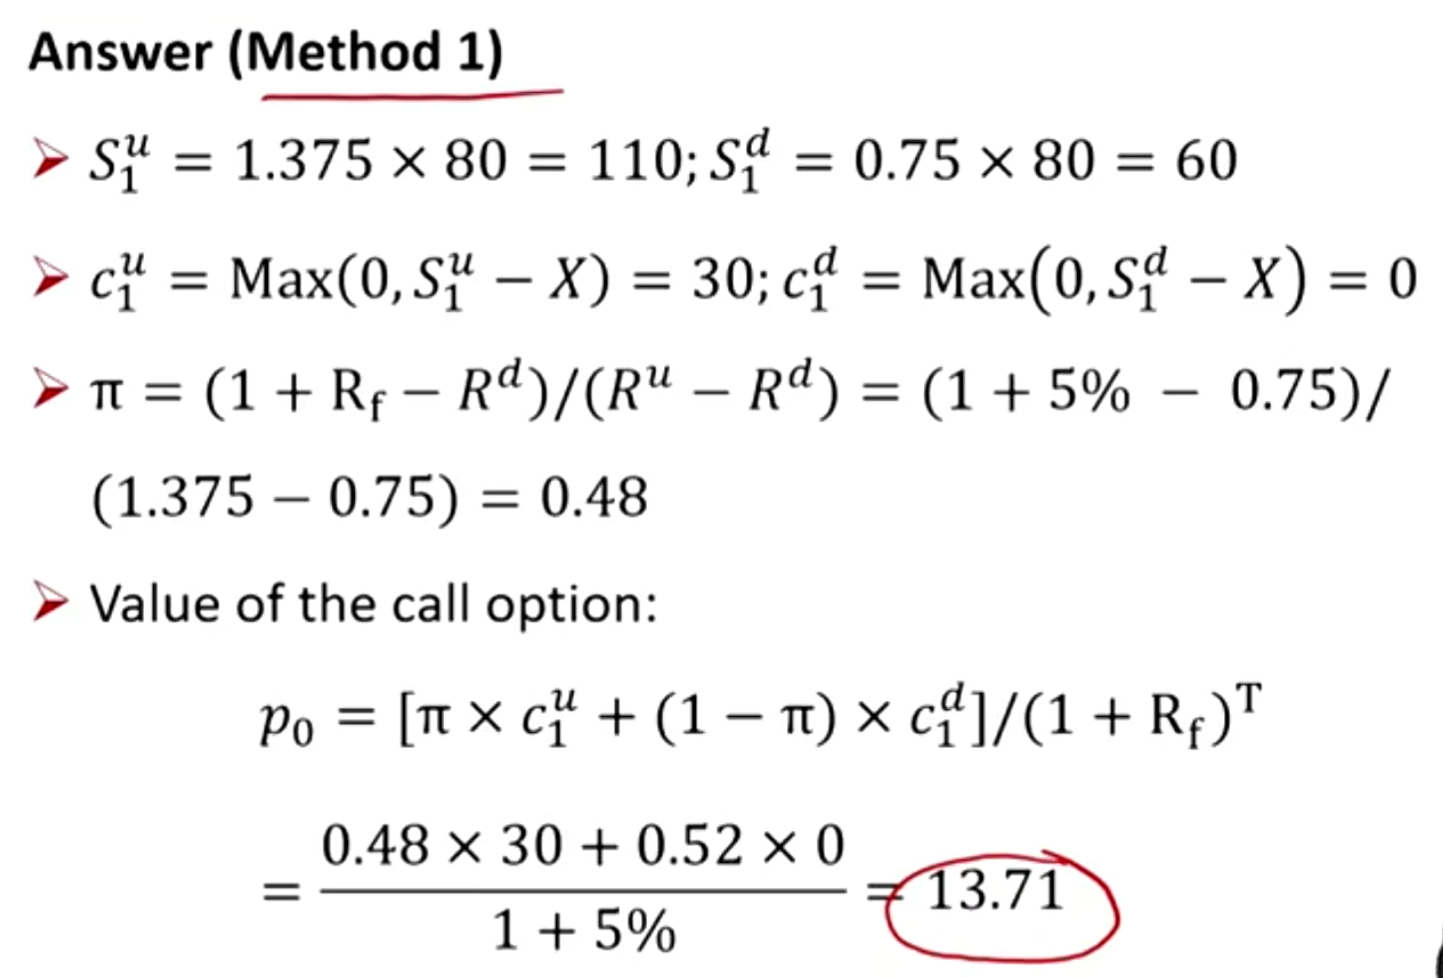 Answer (Method 1)
➢ S₁ᵘ = 1.375 × 80 = 110; S₁ᵈ = 0.75 × 80 = 60
➢ c₁ᵘ = Max(0, S₁ᵘ − X) = 30; c₁ᵈ = Max(0, S₁ᵈ − X) = 0
➢ π = (1 + R_f − Rᵈ)/(Rᵘ − Rᵈ) = (1 + 5% − 0.75)/
(1.375 − 0.75) = 0.48
➢ Value of the call option:
p₀ = [π × c₁ᵘ + (1 − π) × c₁ᵈ]/(1 + R_f)ᵀ
= (0.48 × 30 + 0.52 × 0)/(1 + 5%) = 13.71